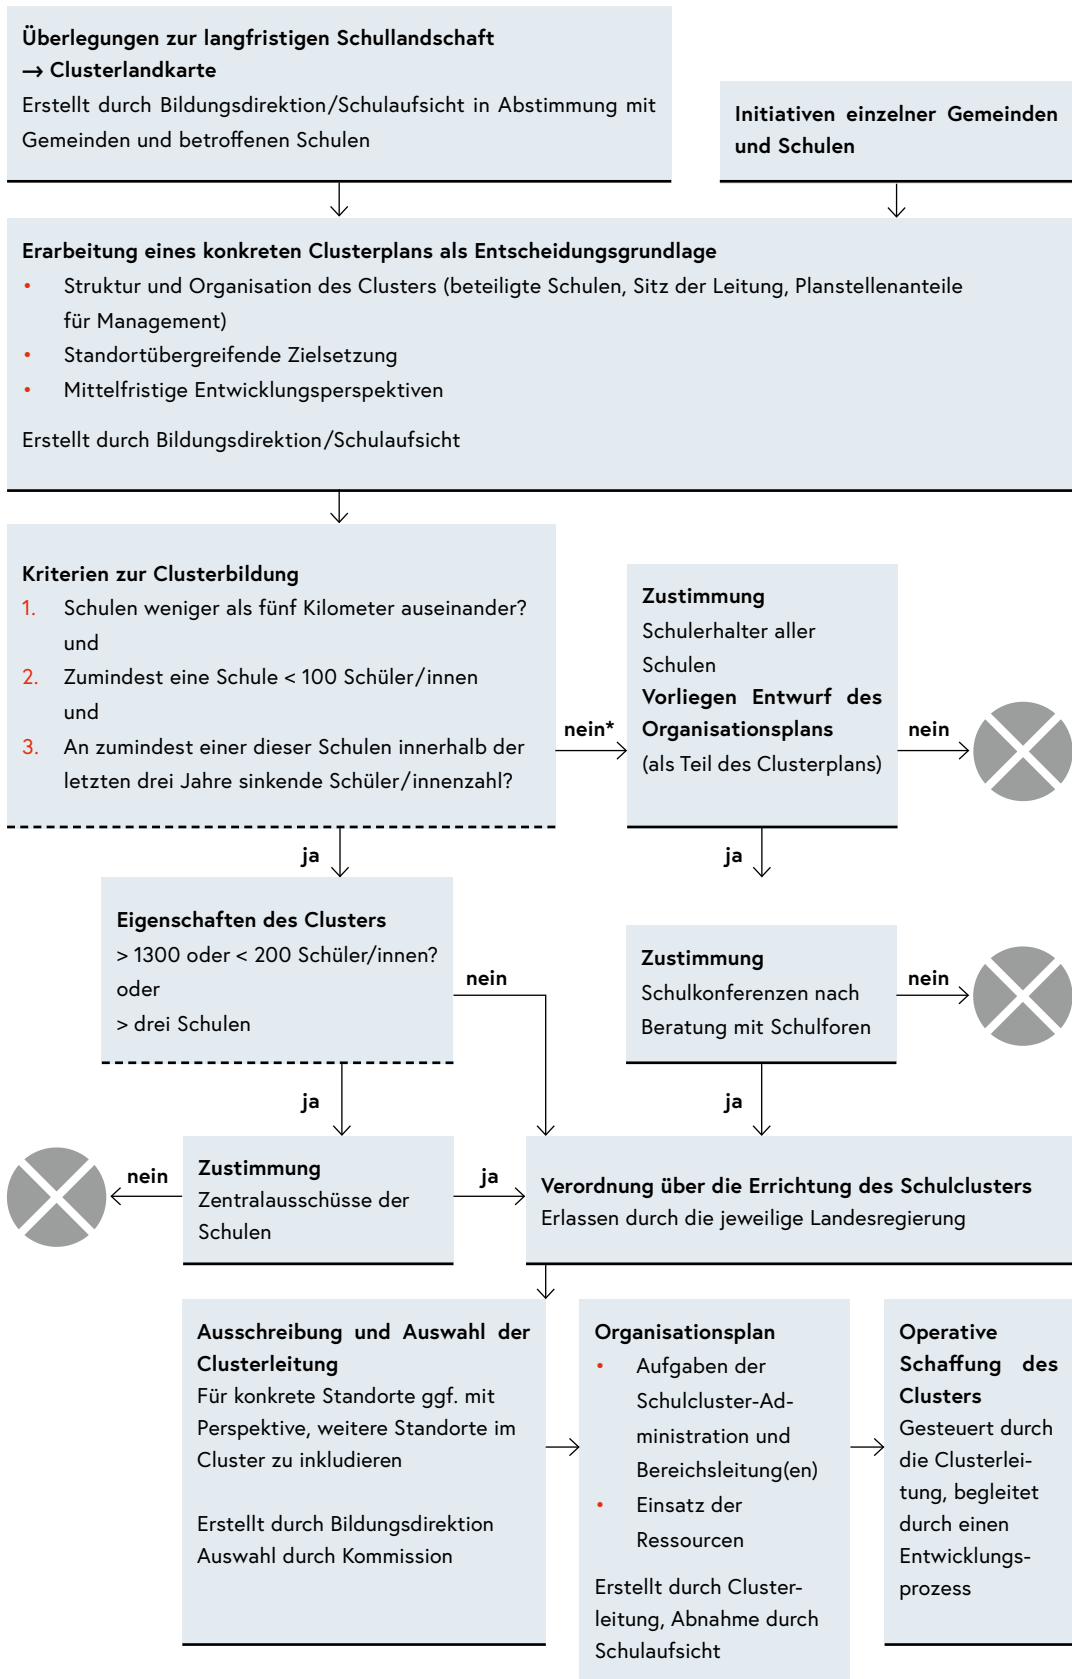 Überlegungen zur langfristigen Schullandschaft
→ Clusterlandkarte
Erstellt durch Bildungsdirektion/Schulaufsicht in Abstimmung mit
Gemeinden und betroffenen Schulen
Initiativen einzelner Gemeinden
und Schulen
Erarbeitung eines konkreten Clusterplans als Entscheidungsgrundlage
• Struktur und Organisation des Clusters (beteiligte Schulen, Sitz der Leitung, Planstellenanteile
für Management)
• Standortübergreifende Zielsetzung
• Mittelfristige Entwicklungsperspektiven
Erstellt durch Bildungsdirektion/Schulaufsicht
Kriterien zur Clusterbildung
1. Schulen weniger als fünf Kilometer auseinander?
und
2. Zumindest eine Schule < 100 Schüler/innen
und
3. An zumindest einer dieser Schulen innerhalb der
letzten drei Jahre sinkende Schüler/innenzahl?
nein*
Zustimmung
Schulerhalter aller
Schulen
Vorliegen Entwurf des
Organisationsplans
(als Teil des Clusterplans)
nein
ja
ja
Eigenschaften des Clusters
> 1300 oder < 200 Schüler/innen?
oder
> drei Schulen
nein
Zustimmung
Schulkonferenzen nach
Beratung mit Schulforen
nein
ja
ja
nein
Zustimmung
Zentralausschüsse der
Schulen
ja
Verordnung über die Errichtung des Schulclusters
Erlassen durch die jeweilige Landesregierung
Ausschreibung und Auswahl der
Clusterleitung
Für konkrete Standorte ggf. mit
Perspektive, weitere Standorte im
Cluster zu inkludieren
Erstellt durch Bildungsdirektion
Auswahl durch Kommission
Organisationsplan
• Aufgaben der
Schulcluster-Ad-
ministration und
Bereichsleitung(en)
• Einsatz der
Ressourcen
Erstellt durch Cluster-
leitung, Abnahme durch
Schulaufsicht
Operative
Schaffung des
Clusters
Gesteuert durch
die Clusterlei-
tung, begleitet
durch einen
Entwicklungs-
prozess